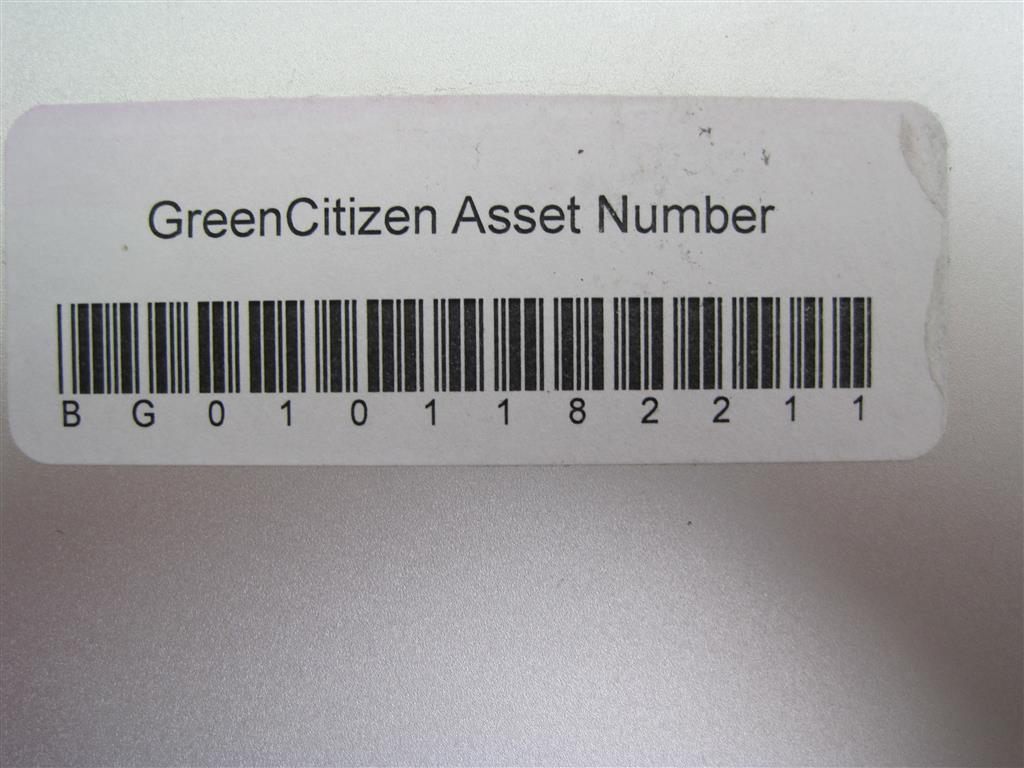 GreenCitizen Asset Number
B G 0 1 0 1 1 8 2 2 1 1